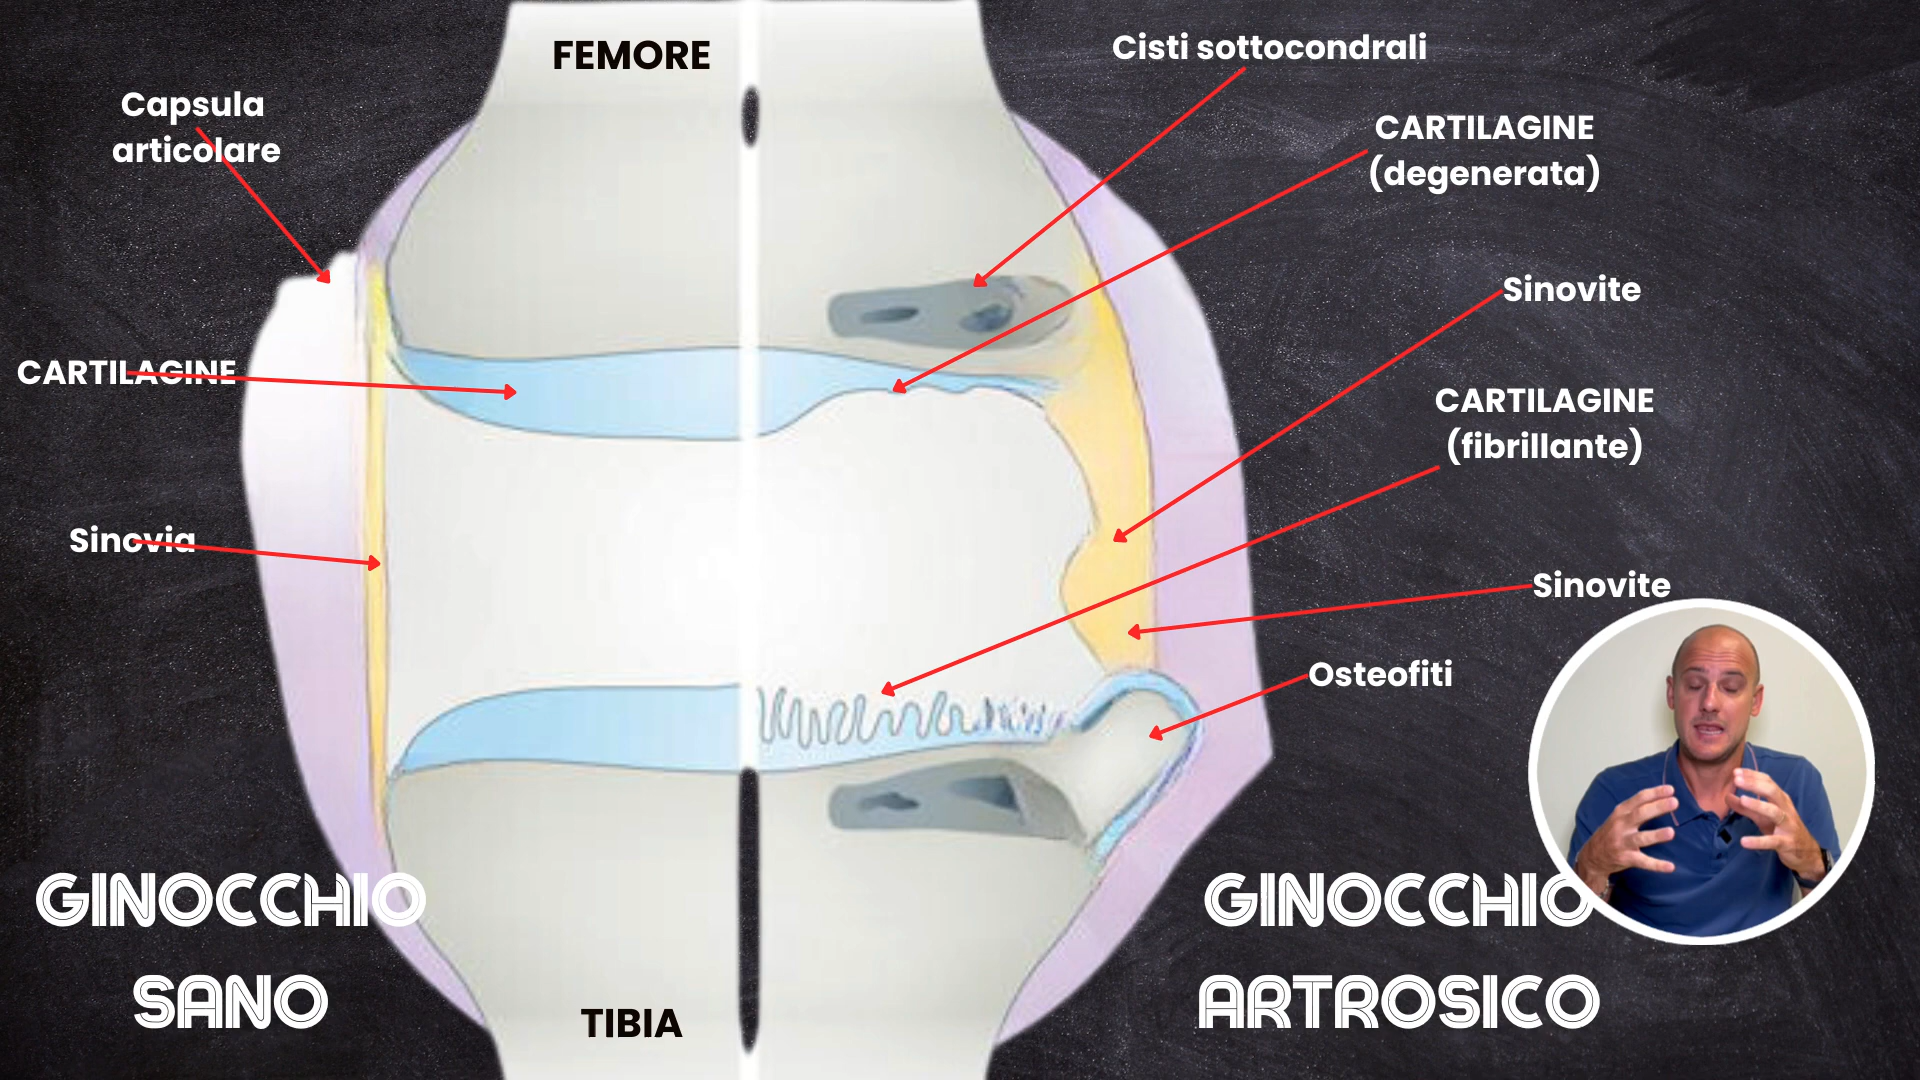 FEMORE
Capsula
articolare
CARTILAGINE
Sinovia
Cisti sottocondrali
CARTILAGINE
(degenerata)
Sinovite
CARTILAGINE
(fibrillante)
Sinovite
Osteofiti
GINOCCHIO
SANO
TIBIA
GINOCCHIO
ARTROSICO